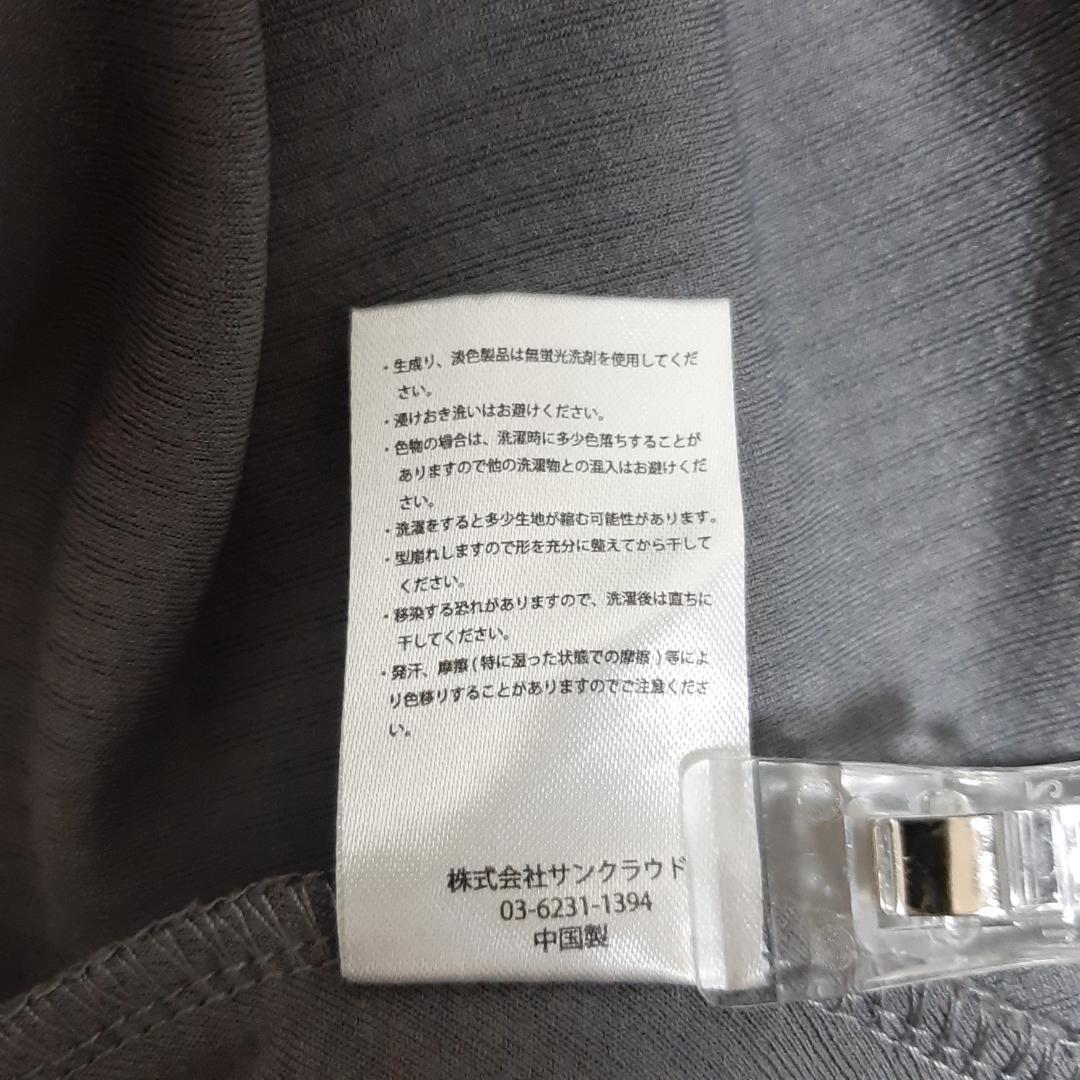 ・生成り、淡色製品は無蛍光洗剤を使用してくだ
さい。
・浸けおき洗いはお避けください。
・色物の場合は、洗濯時に多少色落ちすることが
ありますので他の洗濯物との混入はお避けくだ
さい。
・洗濯をすると多少生地が縮む可能性があります。
・型崩れしますので形を充分に整えてから干して
ください。
・移染する恐れがありますので、洗濯後は直ちに
干してください。
・発汗、摩擦(特に湿った状態での摩擦)等によ
り色移りすることがありますのでご注意くださ
い。
株式会社サンクラウド
03-6231-1394
中国製